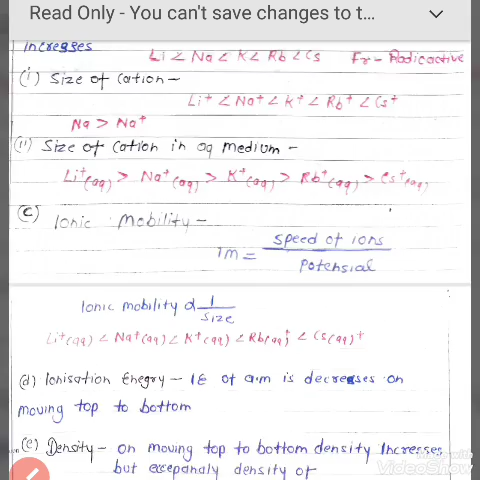 Read Only - You can't save changes to t...
increases
Li < Na < K < Rb < Cs Fr - Radioactive
(i) Size of Cation -
Li+ < Na+ < K+ < Rb+ < Cs+
Na > Na+
(ii) Size of Cation in aq medium -
Li+(aq) > Na+(aq) > K+(aq) > Rb+(aq) > Cs+(aq)
(C) Ionic Mobility -
Im = speed of ions
potensial
Ionic mobility α 1
size
Li+(aq) < Na+(aq) < K+(aq) < Rb(aq)+ < Cs(aq)+
(d) Ionisation Enegry - IE of a.m is decreases on
moving top to bottom
(e) Density - on moving top to bottom density Increases
but excepanaly density of
VideoShow